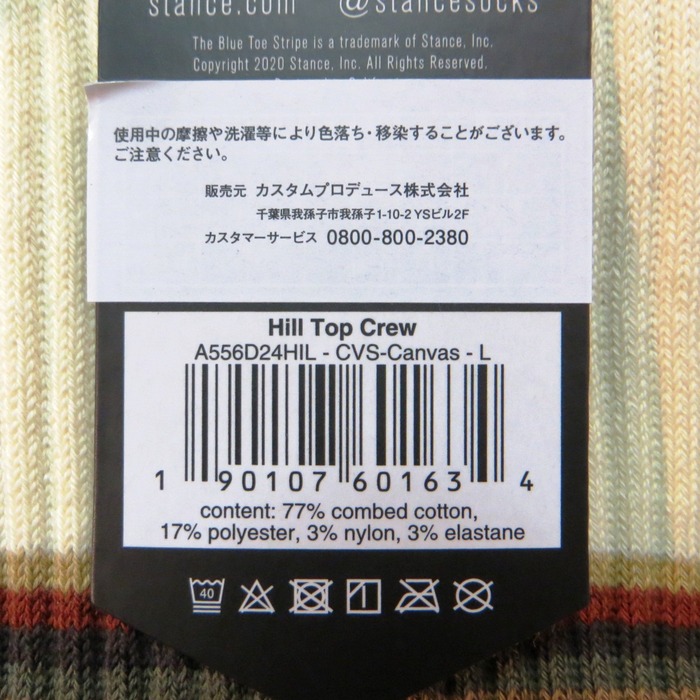 stance.com @stancesocks
The Blue Toe Stripe is a trademark of Stance, Inc.
Copyright 2020 Stance, Inc. All Rights Reserved.
使用中の摩擦や洗濯等により色落ち・移染することがございます。
ご注意ください。
販売元 カスタムプロデュース株式会社
千葉県我孫子市我孫子1-10-2 YSビル2F
カスタマーサービス 0800-800-2380
Hill Top Crew
A556D24HIL - CVS-Canvas - L
1 90107 60163 4
content: 77% combed cotton,
17% polyester, 3% nylon, 3% elastane
40